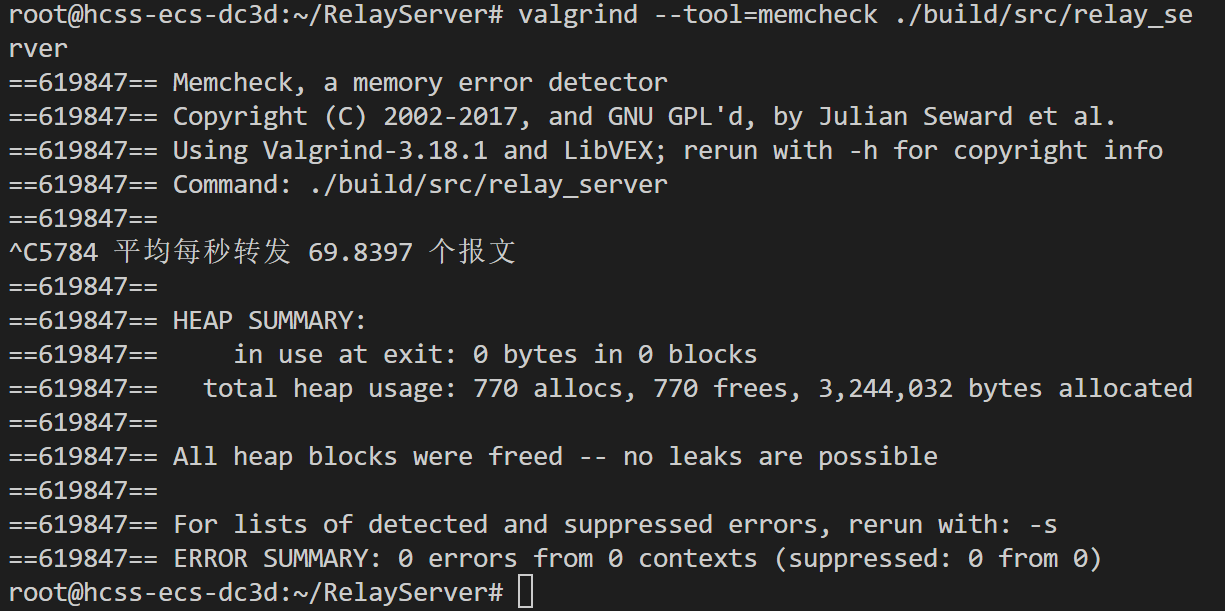 root@hcss-ecs-dc3d:~/RelayServer# valgrind --tool=memcheck ./build/src/relay_se
rver
==619847== Memcheck, a memory error detector
==619847== Copyright (C) 2002-2017, and GNU GPL'd, by Julian Seward et al.
==619847== Using Valgrind-3.18.1 and LibVEX; rerun with -h for copyright info
==619847== Command: ./build/src/relay_server
==619847==
^C5784 平均每秒转发 69.8397 个报文
==619847==
==619847== HEAP SUMMARY:
==619847==     in use at exit: 0 bytes in 0 blocks
==619847==   total heap usage: 770 allocs, 770 frees, 3,244,032 bytes allocated
==619847==
==619847== All heap blocks were freed -- no leaks are possible
==619847==
==619847== For lists of detected and suppressed errors, rerun with: -s
==619847== ERROR SUMMARY: 0 errors from 0 contexts (suppressed: 0 from 0)
root@hcss-ecs-dc3d:~/RelayServer#